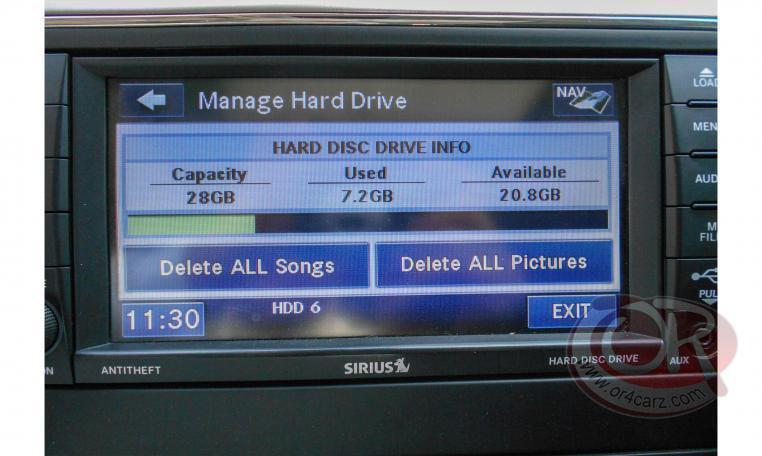 LOAD
Manage Hard Drive
NAV
HARD DISC DRIVE INFO
Capacity Used Available
28GB 7.2GB 20.8GB
Delete ALL Songs Delete ALL Pictures
11:30 HDD 6 EXIT
ANTITHEFT SIRIUS HARD DISC DRIVE AUX
OR
www.or4carz.com